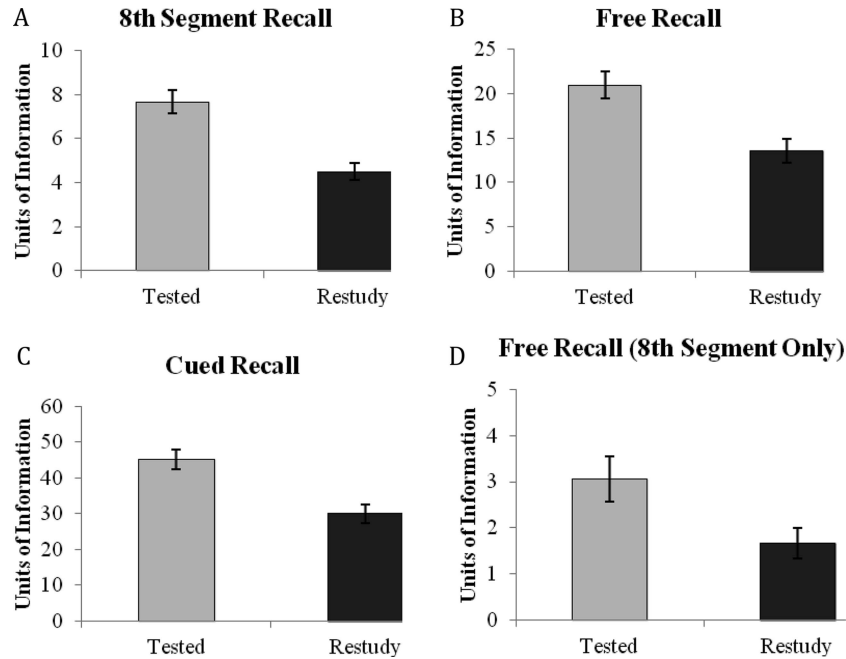 A
8th Segment Recall
Units of Information
10
8
6
4
2
0
Tested Restudy
B
Free Recall
Units of Information
25
20
15
10
5
0
Tested Restudy
C
Cued Recall
Units of Information
60
50
40
30
20
10
0
Tested Restudy
D
Free Recall (8th Segment Only)
Units of Information
5
4
3
2
1
0
Tested Restudy